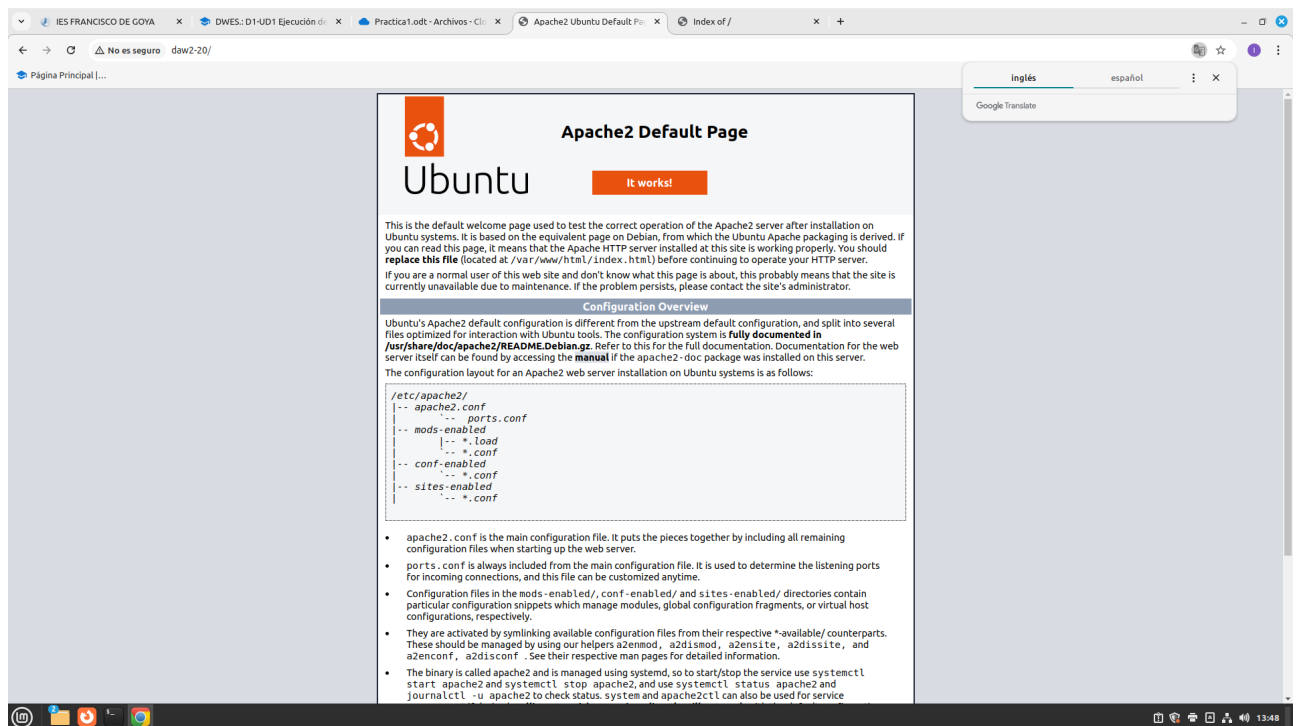 IES FRANCISCO DE GOYA
DWES.: D1-UD1 Ejecución de
Practica1.odt - Archivos - Clo
Apache2 Ubuntu Default Pa
Index of /
No es seguro daw2-20/
Página Principal |...
inglés español
Google Translate
Apache2 Default Page
Ubuntu
It works!
This is the default welcome page used to test the correct operation of the Apache2 server after installation on
Ubuntu systems. It is based on the equivalent page on Debian, from which the Ubuntu Apache packaging is derived. If
you can read this page, it means that the Apache HTTP server installed at this site is working properly. You should
replace this file (located at /var/www/html/index.html) before continuing to operate your HTTP server.
If you are a normal user of this web site and don't know what this page is about, this probably means that the site is
currently unavailable due to maintenance. If the problem persists, please contact the site's administrator.
Configuration Overview
Ubuntu's Apache2 default configuration is different from the upstream default configuration, and split into several
files optimized for interaction with Ubuntu tools. The configuration system is fully documented in
/usr/share/doc/apache2/README.Debian.gz. Refer to this for the full documentation. Documentation for the web
server itself can be found by accessing the manual if the apache2-doc package was installed on this server.
The configuration layout for an Apache2 web server installation on Ubuntu systems is as follows:
/etc/apache2/
|-- apache2.conf
|       `-- ports.conf
|-- mods-enabled
|       |-- *.load
|       `-- *.conf
|-- conf-enabled
|       `-- *.conf
|-- sites-enabled
|       `-- *.conf
• apache2.conf is the main configuration file. It puts the pieces together by including all remaining
configuration files when starting up the web server.
• ports.conf is always included from the main configuration file. It is used to determine the listening ports
for incoming connections, and this file can be customized anytime.
• Configuration files in the mods-enabled/, conf-enabled/ and sites-enabled/ directories contain
particular configuration snippets which manage modules, global configuration fragments, or virtual host
configurations, respectively.
• They are activated by symlinking available configuration files from their respective *-available/ counterparts.
These should be managed by using our helpers a2enmod, a2dismod, a2ensite, a2dissite, and
a2enconf, a2disconf . See their respective man pages for detailed information.
• The binary is called apache2 and is managed using systemd, so to start/stop the service use systemctl
start apache2 and systemctl stop apache2, and use systemctl status apache2 and
journalctl -u apache2 to check status. system and apache2ctl can also be used for service
2
13:48